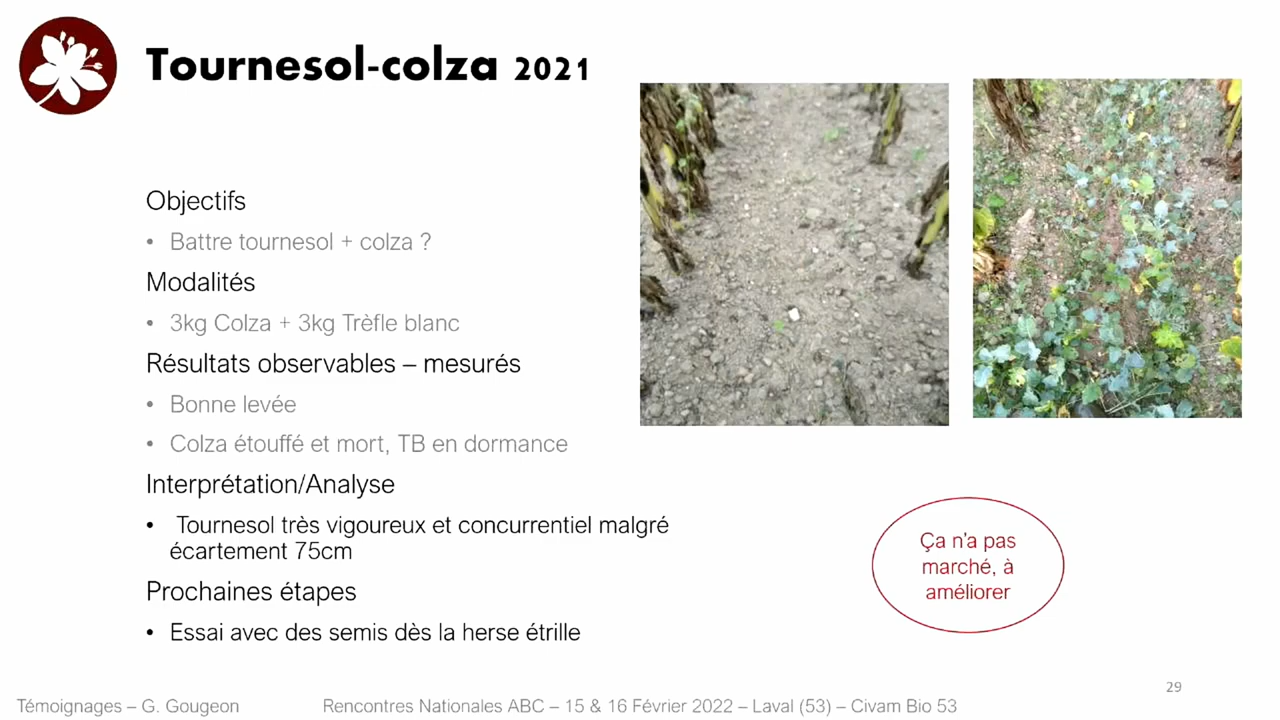 Tournesol-colza 2021
Objectifs
• Battre tournesol + colza ?
Modalités
• 3kg Colza + 3kg Trèfle blanc
Résultats observables – mesurés
• Bonne levée
• Colza étouffé et mort, TB en dormance
Interprétation/Analyse
• Tournesol très vigoureux et concurrentiel malgré
écartement 75cm
Prochaines étapes
• Essai avec des semis dès la herse étrille
Ça n'a pas
marché, à
améliorer
29
Témoignages – G. Gougeon
Rencontres Nationales ABC – 15 & 16 Février 2022 – Laval (53) – Civam Bio 53